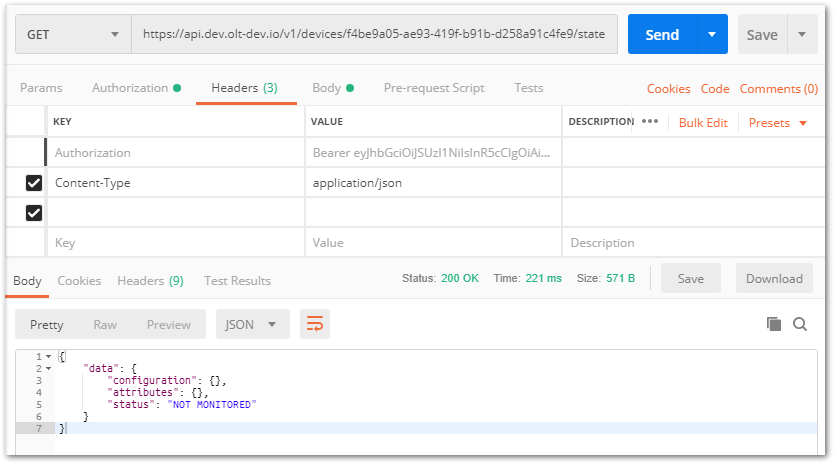 GET https://api.dev.olt-dev.io/v1/devices/f4be9a05-ae93-419f-b91b-d258a91c4fe9/state Send Save
Params Authorization Headers (3) Body Pre-request Script Tests Cookies Code Comments (0)
KEY VALUE DESCRIPTION ••• Bulk Edit Presets
Authorization Bearer eyJhbGciOiJSUzI1NiIsInR5cCIgOiAi...
Content-Type application/json
Key Value Description
Body Cookies Headers (9) Test Results Status: 200 OK Time: 221 ms Size: 571 B Save Download
Pretty Raw Preview JSON
1 {
2 "data": {
3 "configuration": {},
4 "attributes": {},
5 "status": "NOT MONITORED"
6 }
7 }